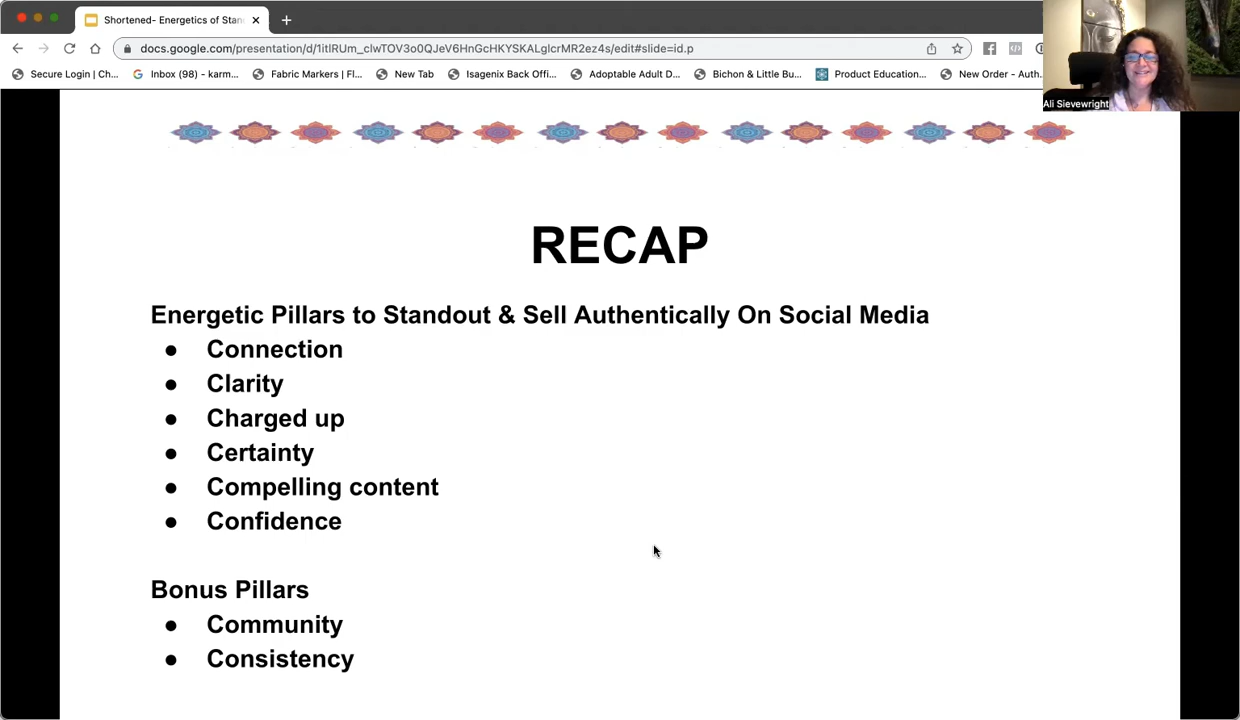 Shortened- Energetics of Stan
docs.google.com/presentation/d/1itlRUm_clwTOV3o0QJeV6HnGcHKYSKALglcrMR2ez4s/edit#slide=id.p
Secure Login | Ch... Inbox (98) - karm... Fabric Markers | Fl... New Tab Isagenix Back Offi... Adoptable Adult D... Bichon & Little Bu... Product Education... New Order - Auth...
Ali Sievewright
RECAP
Energetic Pillars to Standout & Sell Authentically On Social Media
● Connection
● Clarity
● Charged up
● Certainty
● Compelling content
● Confidence
Bonus Pillars
● Community
● Consistency